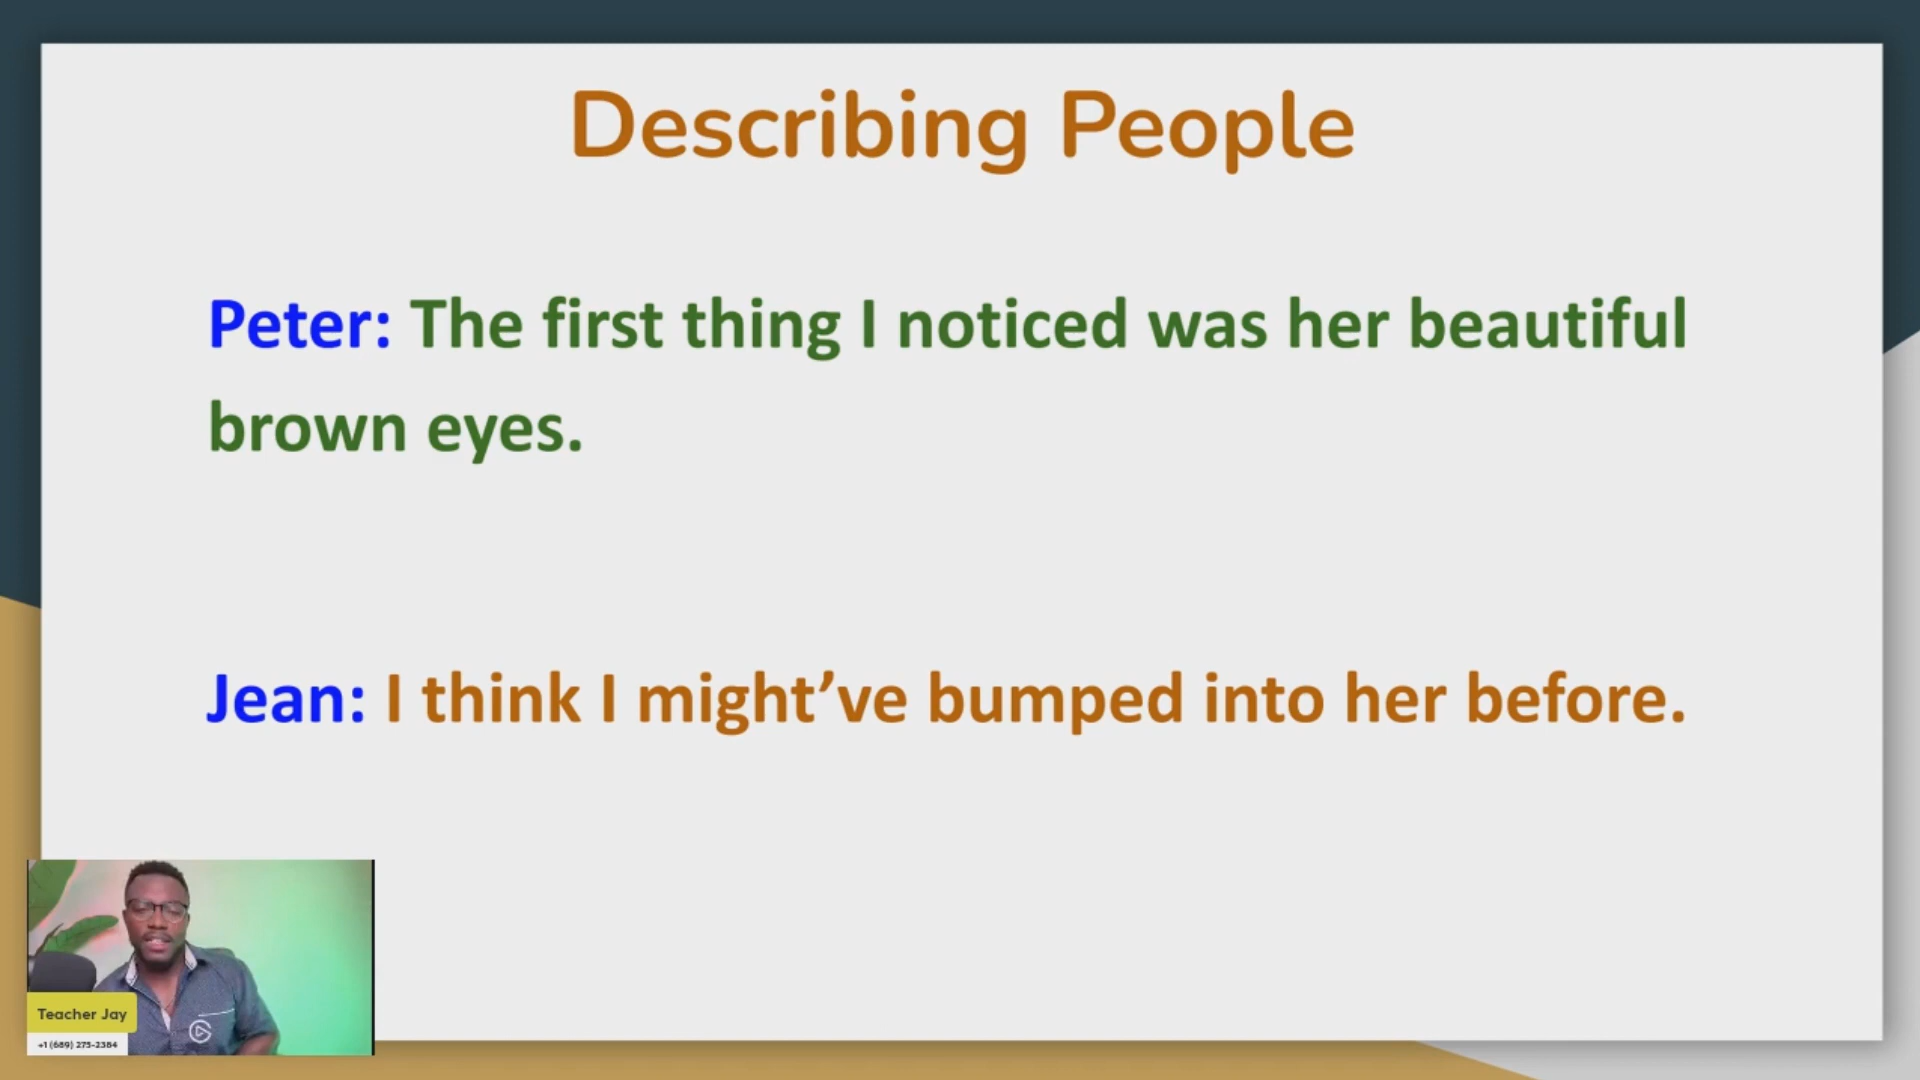 Describing People
Peter: The first thing I noticed was her beautiful
brown eyes.
Jean: I think I might’ve bumped into her before.
Teacher Jay
+1 (689) 275-2384